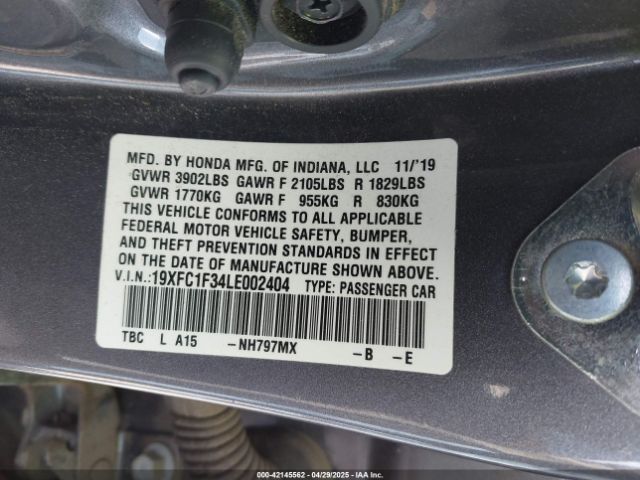 MFD. BY HONDA MFG. OF INDIANA, LLC 11/'19
GVWR 3902LBS GAWR F 2105LBS R 1829LBS
GVWR 1770KG GAWR F 955KG R 830KG
THIS VEHICLE CONFORMS TO ALL APPLICABLE
FEDERAL MOTOR VEHICLE SAFETY, BUMPER,
AND THEFT PREVENTION STANDARDS IN EFFECT
ON THE DATE OF MANUFACTURE SHOWN ABOVE.
V.I.N.:19XFC1F34LE002404 TYPE: PASSENGER CAR
TBC L A15 -NH797MX -B -E
000-42145562 04/29/2025 IAAI.COM